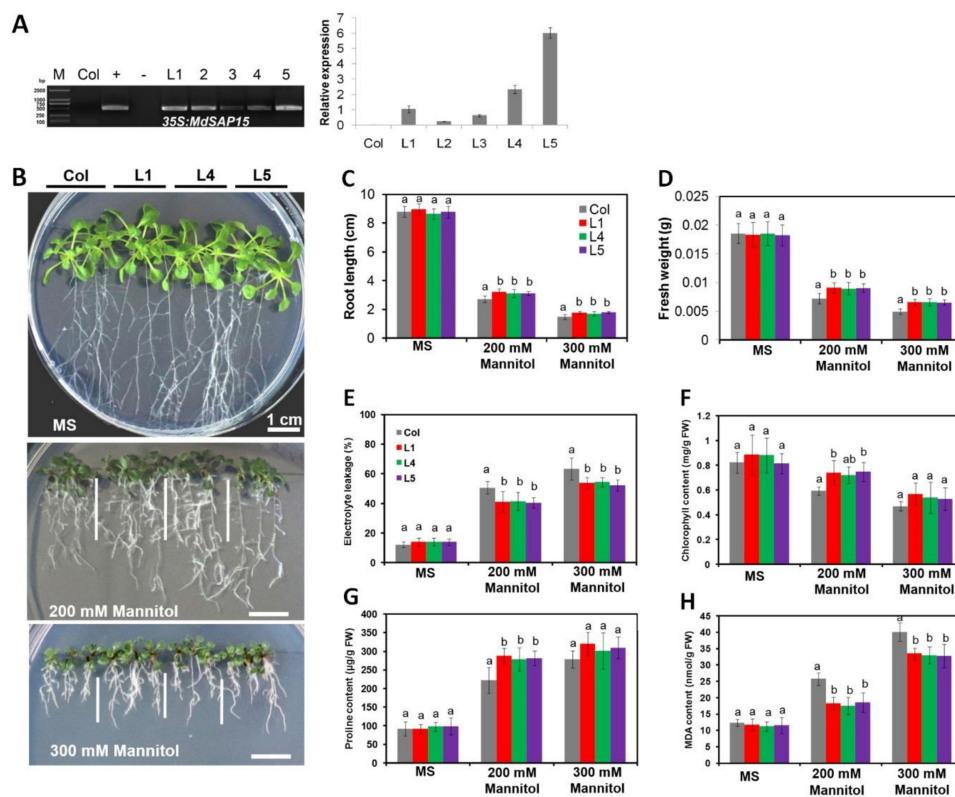 A
M Col + - L1 2 3 4 5
bp
2000
1000
750
500
250
100
35S:MdSAP15
Relative expression
7
6
5
4
3
2
1
0
Col L1 L2 L3 L4 L5
B
Col L1 L4 L5
MS
1 cm
200 mM Mannitol
300 mM Mannitol
C
Root length (cm)
10
8
6
4
2
0
a a a a
a b b b
a b b b
Col
L1
L4
L5
MS
200 mM
Mannitol
300 mM
Mannitol
D
Fresh weight (g)
0.025
0.02
0.015
0.01
0.005
0
a a a a
a b b b
a b b b
MS
200 mM
Mannitol
300 mM
Mannitol
E
Electrolyte leakage (%)
100
80
60
40
20
0
Col
L1
L4
L5
a a a a
a b b b
a b b b
MS
200 mM
Mannitol
300 mM
Mannitol
F
Chlorophyll content (mg/g FW)
1.2
1
0.8
0.6
0.4
0.2
0
a a a a
a b ab b
a a a a
MS
200 mM
Mannitol
300 mM
Mannitol
G
Proline content (µg/g FW)
400
350
300
250
200
150
100
50
0
a a a a
a b b b
a a a a
MS
200 mM
Mannitol
300 mM
Mannitol
H
MDA content (nmol/g FW)
45
40
35
30
25
20
15
10
5
0
a a a a
a b b b
a b b b
MS
200 mM
Mannitol
300 mM
Mannitol